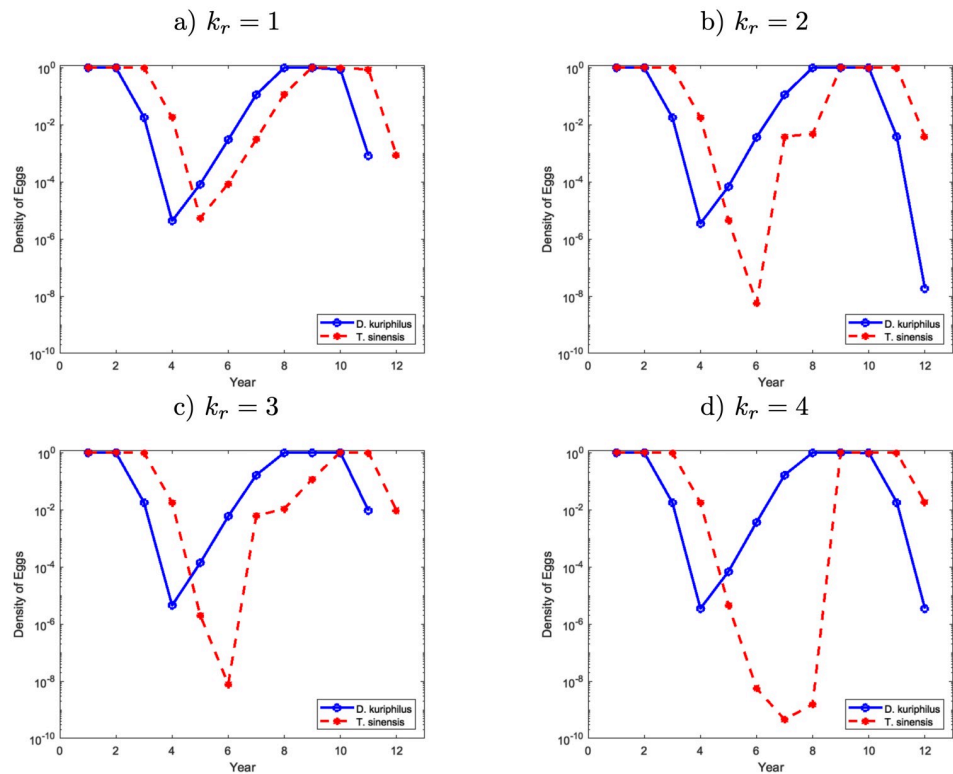 a) k_r = 1
10^0
10^-2
10^-4
10^-6
10^-8
10^-10
Density of Eggs
0 2 4 6 8 10 12
Year
D. kuriphilus
T. sinensis
b) k_r = 2
10^0
10^-2
10^-4
10^-6
10^-8
10^-10
Density of Eggs
0 2 4 6 8 10 12
Year
D. kuriphilus
T. sinensis
c) k_r = 3
10^0
10^-2
10^-4
10^-6
10^-8
10^-10
Density of Eggs
0 2 4 6 8 10 12
Year
D. kuriphilus
T. sinensis
d) k_r = 4
10^0
10^-2
10^-4
10^-6
10^-8
10^-10
Density of Eggs
0 2 4 6 8 10 12
Year
D. kuriphilus
T. sinensis